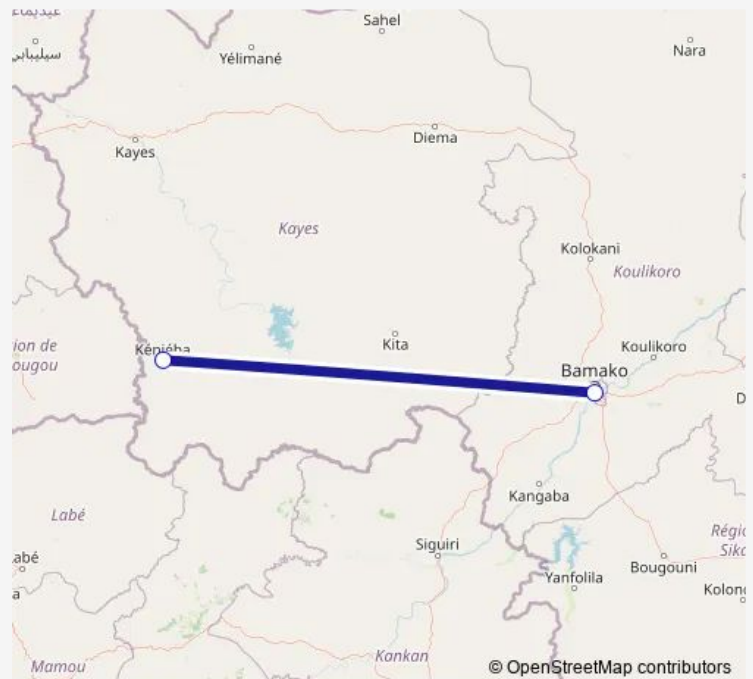 Sahel
سيليبابي
Yélimané
Nara
Kayes
Diema
Kayes
Kolokani
Koulikoro
ion de
ougou
Kéniéba
Kita
Koulikoro
Bamako
D
Kangaba
Labé
abé
a
Siguiri
Régio
Sika
Yanfolila
Bougouni
Kolon
Mamou
Kankan
© OpenStreetMap contributors